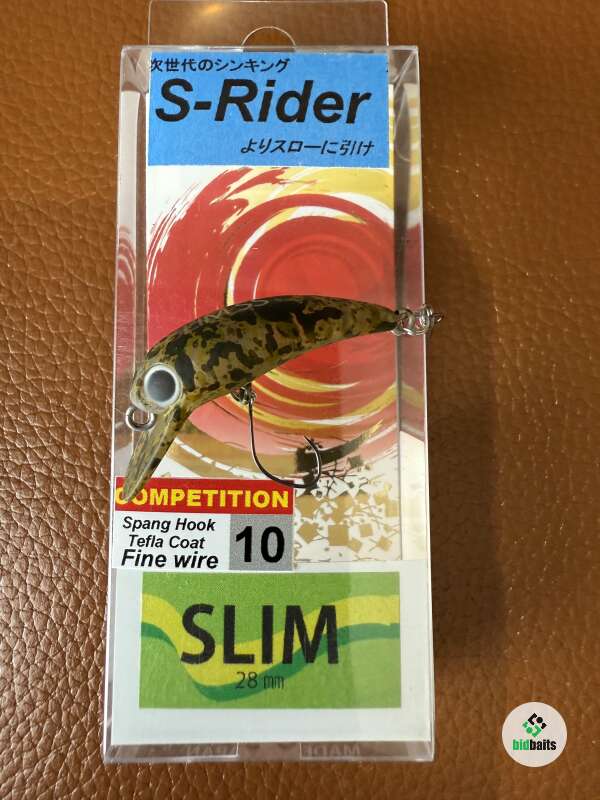 次世代のシンキング
S-Rider
よりスローに引け
COMPETITION
Spang Hook
Tefla Coat
Fine wire
10
SLIM
28㎜
MADE
bidbaits